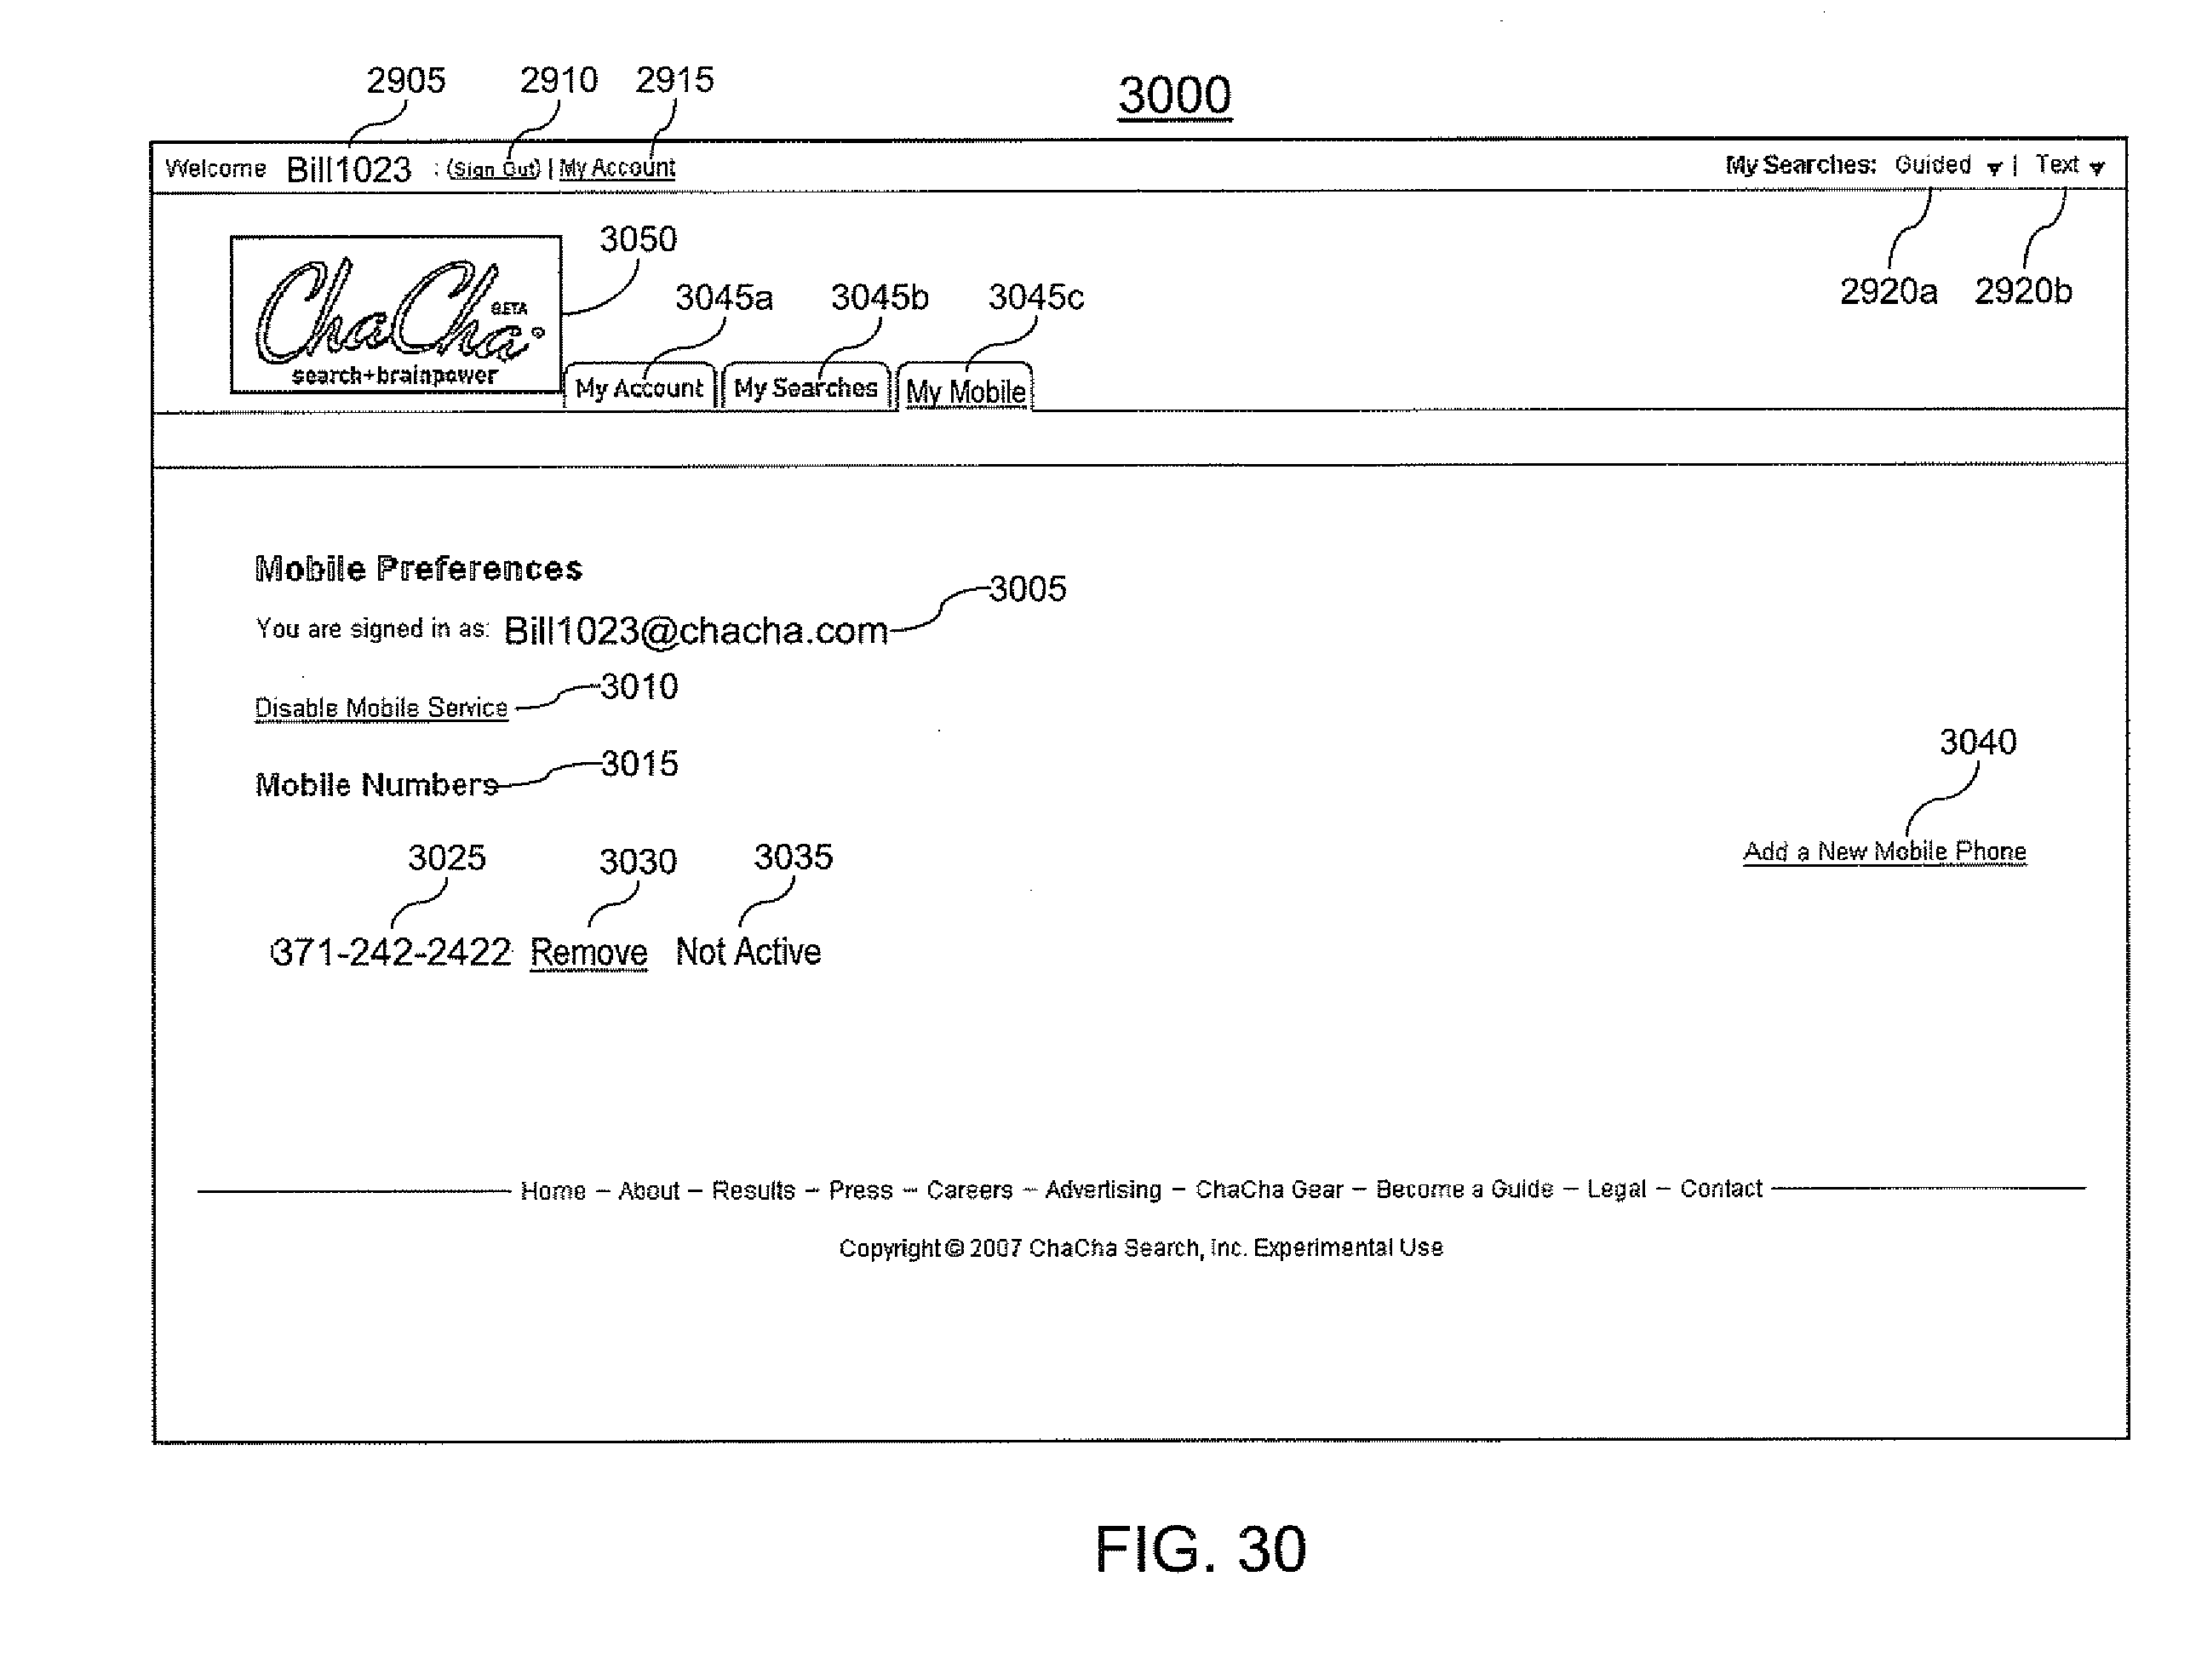 2905 2910 2915 3000
Welcome Bill1023 : (Sign Out) | My Account My Searches: Guided ▾ | Text ▾
3050
2920a 2920b
3045a 3045b 3045c
ChaCha BETA ®
search+brainpower
My Account My Searches My Mobile
Mobile Preferences
3005
You are signed in as: Bill1023@chacha.com
3010
Disable Mobile Service
3040
3015
Mobile Numbers
Add a New Mobile Phone
3025 3030 3035
371-242-2422 Remove Not Active
Home – About – Results – Press – Careers – Advertising – ChaCha Gear – Become a Guide – Legal – Contact
Copyright © 2007 ChaCha Search, Inc. Experimental Use
FIG. 30